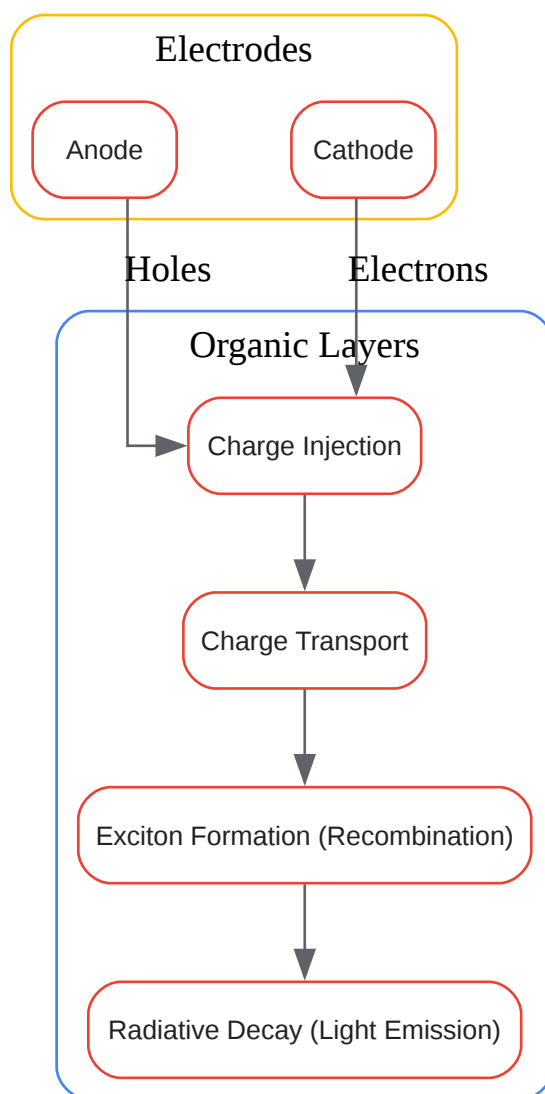 Electrodes
Anode
Cathode
Holes
Electrons
Organic Layers
Charge Injection
Charge Transport
Exciton Formation (Recombination)
Radiative Decay (Light Emission)